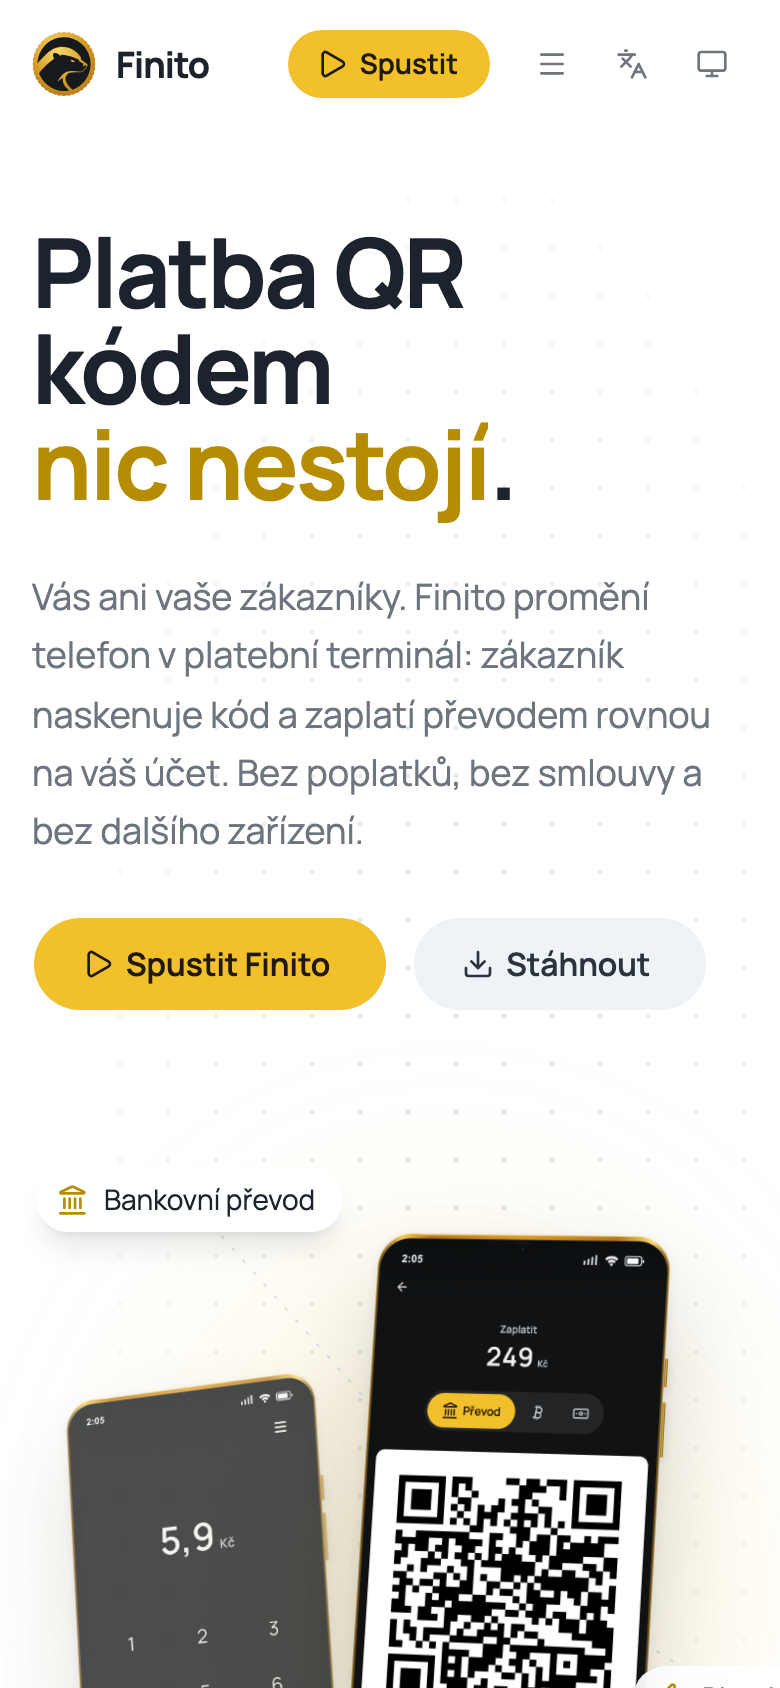 Finito
Spustit
Platba QR
kódem
nic nestojí.
Vás ani vaše zákazníky. Finito promění
telefon v platební terminál: zákazník
naskenuje kód a zaplatí převodem rovnou
na váš účet. Bez poplatků, bez smlouvy a
bez dalšího zařízení.
Spustit Finito
Stáhnout
Bankovní převod
2:05
Zaplatit
249 Kč
Převod
2:05
5,9 Kč
1 2 3
6